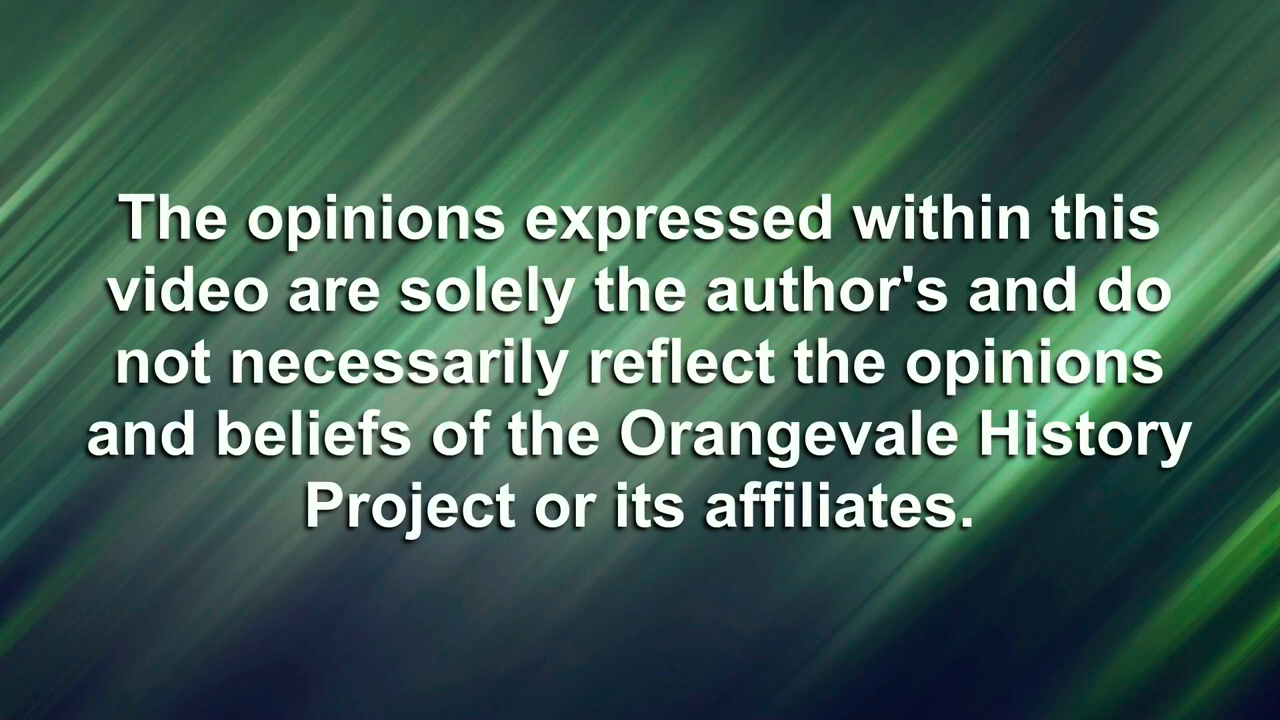 The opinions expressed within this
video are solely the author's and do
not necessarily reflect the opinions
and beliefs of the Orangevale History
Project or its affiliates.